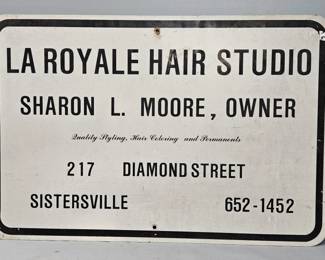 LA ROYALE HAIR STUDIO
SHARON L. MOORE, OWNER
Quality Styling, Hair Coloring and Permanents
217 DIAMOND STREET
SISTERSVILLE 652-1452